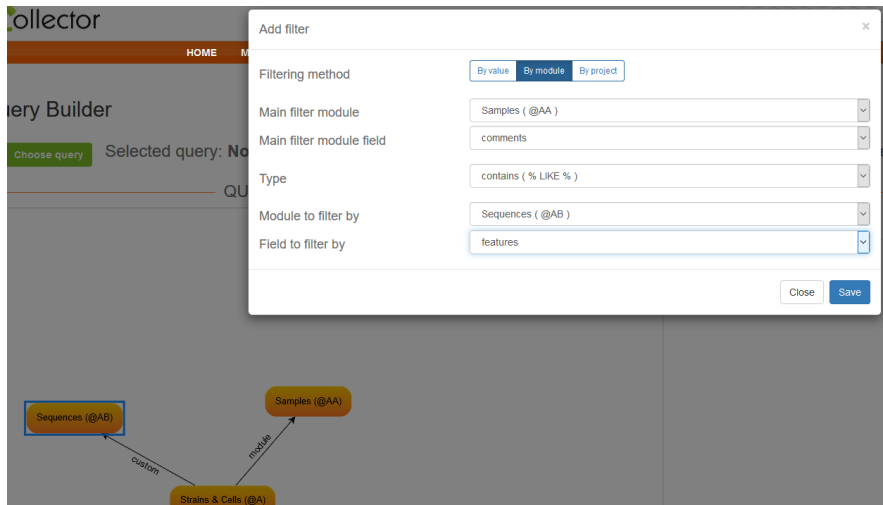 ollector
Add filter
×
HOME M
Filtering method
By value By module By project
uery Builder
Main filter module
Samples ( @AA )
Main filter module field
comments
Choose query
Selected query: No
Type
contains ( % LIKE % )
QU
Module to filter by
Sequences ( @AB )
Field to filter by
features
Close Save
Samples (@AA)
Sequences (@AB)
module
custom
Strains & Cells (@A)